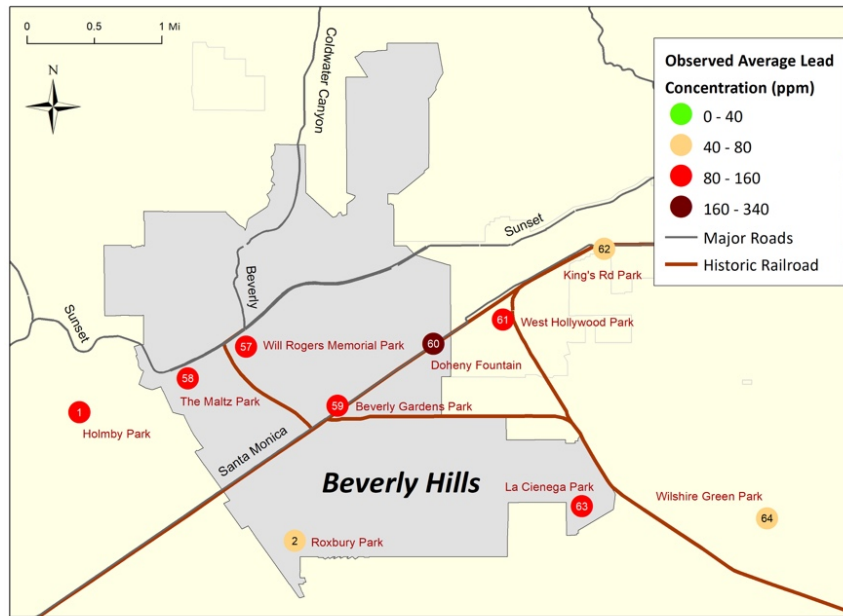 0 0.5 1 Mi
N
Coldwater Canyon
Observed Average Lead
Concentration (ppm)
0 - 40
40 - 80
80 - 160
160 - 340
Major Roads
Historic Railroad
Sunset
62
King's Rd Park
Beverly
Sunset
61
West Hollywood Park
57
Will Rogers Memorial Park
60
Doheny Fountain
58
The Maltz Park
59
Beverly Gardens Park
1
Holmby Park
Santa Monica
Beverly Hills
La Cienega Park
63
Wilshire Green Park
64
2
Roxbury Park